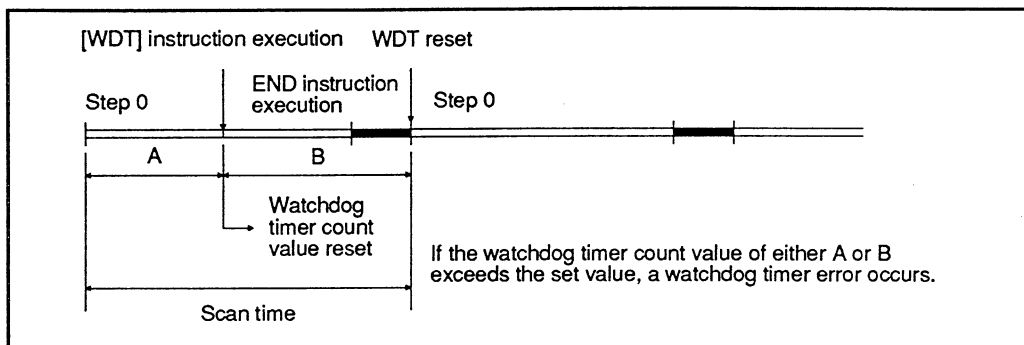 [WDT] instruction execution WDT reset
Step 0
END instruction
execution
Step 0
A
B
Watchdog
timer count
value reset
If the watchdog timer count value of either A or B
exceeds the set value, a watchdog timer error occurs.
Scan time